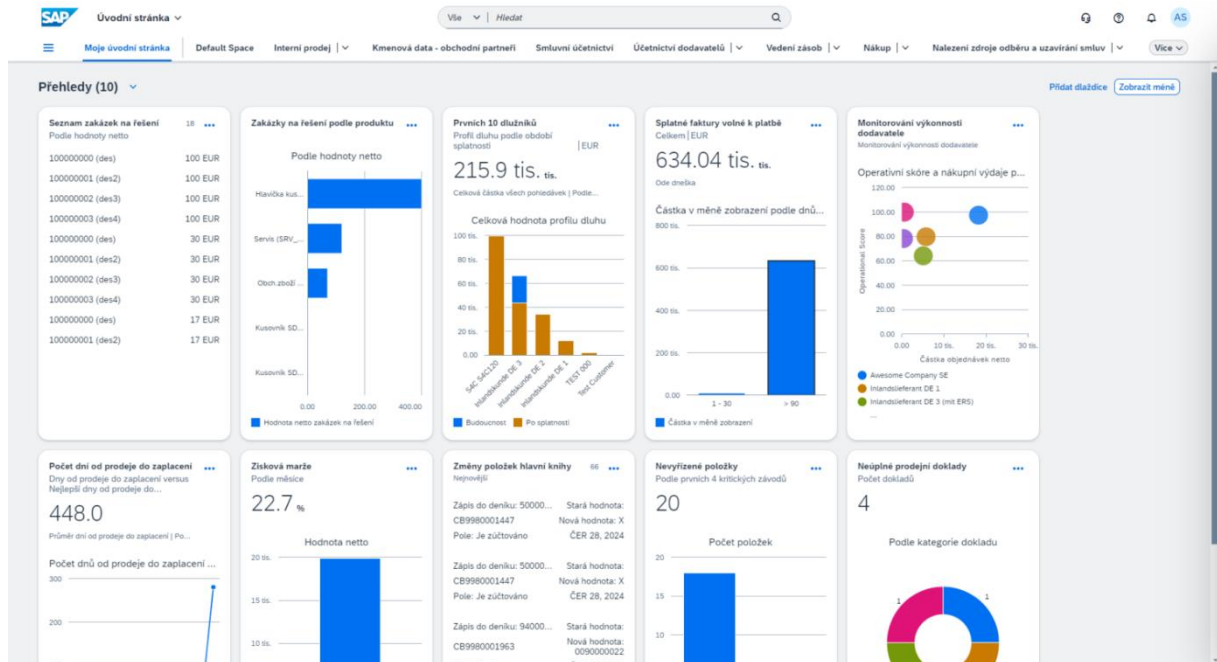 SAP
Úvodní stránka
Vše | Hledat
AS
Moje úvodní stránka
Default Space
Interní prodej
Kmenová data - obchodní partneři
Smluvní účetnictví
Účetnictví dodavatelů
Vedení zásob
Nákup
Nalezení zdroje odběru a uzavírání smluv
Více
Přehledy (10)
Přidat dlaždice
Zobrazit méně
Seznam zakázek na řešení 18
Podle hodnoty netto
100000000 (des) 100 EUR
100000001 (des2) 100 EUR
100000002 (des3) 100 EUR
100000003 (des4) 100 EUR
100000000 (des) 30 EUR
100000001 (des2) 30 EUR
100000002 (des3) 30 EUR
100000003 (des4) 30 EUR
100000000 (des) 17 EUR
100000001 (des2) 17 EUR
Zakázky na řešení podle produktu
Podle hodnoty netto
Hlavička kus...
Servis (SRV_...
Obch.zboží ...
Kusovník SD...
Kusovník SD...
0.00 200.00 400.00
Hodnota netto zakázek na řešení
Prvních 10 dlužníků
Profil dluhu podle období
splatnosti | EUR
215.9 tis. tis.
Celková částka všech pohledávek | Podle...
Celková hodnota profilu dluhu
100 tis.
80 tis.
60 tis.
40 tis.
20 tis.
0.00
S4C S4C120
Inlandskunde DE 3
Inlandskunde DE 2
Inlandskunde DE 1
TEST 000
Test Customer
Budoucnost Po splatnosti
Splatné faktury volné k platbě
Celkem | EUR
634.04 tis. tis.
Ode dneška
Částka v měně zobrazení podle dnů...
800 tis.
600 tis.
400 tis.
200 tis.
0.00
1 - 30 > 90
Částka v měně zobrazení
Monitorování výkonnosti
dodavatele
Monitorování výkonnosti dodavatele
Operativní skóre a nákupní výdaje p...
Operational Score
120.00
100.00
80.00
60.00
40.00
20.00
0.00
0.00 10 tis. 20 tis. 30 tis.
Částka objednávek netto
Awesome Company SE
Inlandslieferant DE 1
Inlandslieferant DE 3 (mit ERS)
...
Počet dní od prodeje do zaplacení
Dny od prodeje do zaplacení versus
Nejlepší dny od prodeje do...
448.0
Průměr dní od prodeje do zaplacení | Po...
Počet dnů od prodeje do zaplacení ...
300
200
Zisková marže
Podle měsíce
22.7 %
Hodnota netto
20 tis.
15 tis.
10 tis.
Změny položek hlavní knihy 66
Nejnovější
Zápis do deníku: 50000... Stará hodnota:
CB9980001447 Nová hodnota: X
Pole: Je zúčtováno ČER 28, 2024
Zápis do deníku: 50000... Stará hodnota:
CB9980001447 Nová hodnota: X
Pole: Je zúčtováno ČER 28, 2024
Zápis do deníku: 94000... Stará hodnota:
CB9980001963 Nová hodnota:
0090000022
Nevyřízené položky
Podle prvních 4 kritických závodů
20
Počet položek
20
15
10
Neúplné prodejní doklady
Počet dokladů
4
Podle kategorie dokladu
1 1